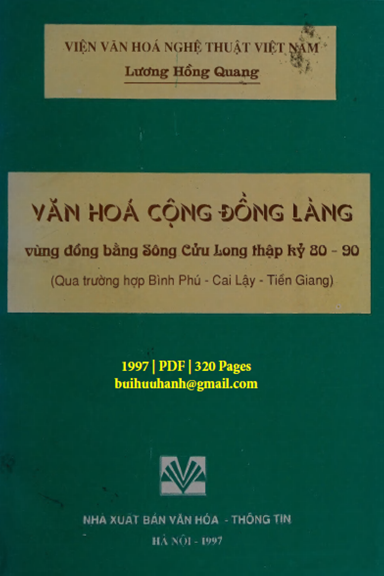 VIỆN VĂN HOÁ NGHỆ THUẬT VIỆT NAM
Lương Hồng Quang
VĂN HOÁ CỘNG ĐỒNG LÀNG
vùng đồng bằng Sông Cửu Long thập kỷ 80 - 90
(Qua trường hợp Bình Phú - Cai Lậy - Tiền Giang)
1997 | PDF | 320 Pages
buihuuhanh@gmail.com
NHÀ XUẤT BẢN VĂN HÓA - THÔNG TIN
HÀ NỘI - 1997